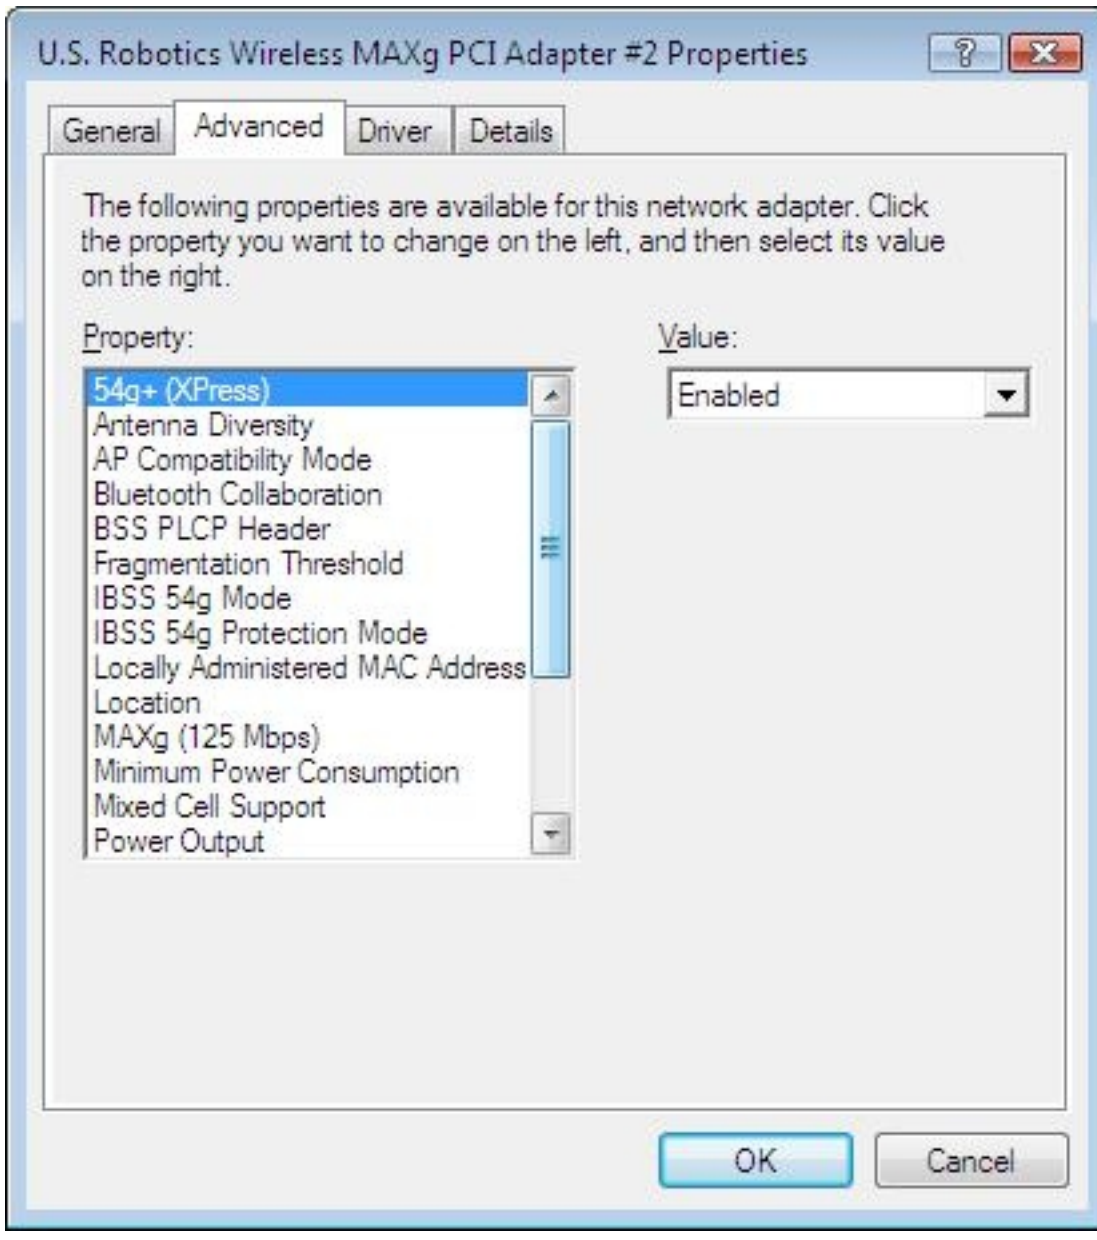 U.S. Robotics Wireless MAXg PCI Adapter #2 Properties
General Advanced Driver Details
The following properties are available for this network adapter. Click
the property you want to change on the left, and then select its value
on the right.
Property:
Value:
54g+ (XPress)
Enabled
Antenna Diversity
AP Compatibility Mode
Bluetooth Collaboration
BSS PLCP Header
Fragmentation Threshold
IBSS 54g Mode
IBSS 54g Protection Mode
Locally Administered MAC Address
Location
MAXg (125 Mbps)
Minimum Power Consumption
Mixed Cell Support
Power Output
OK Cancel